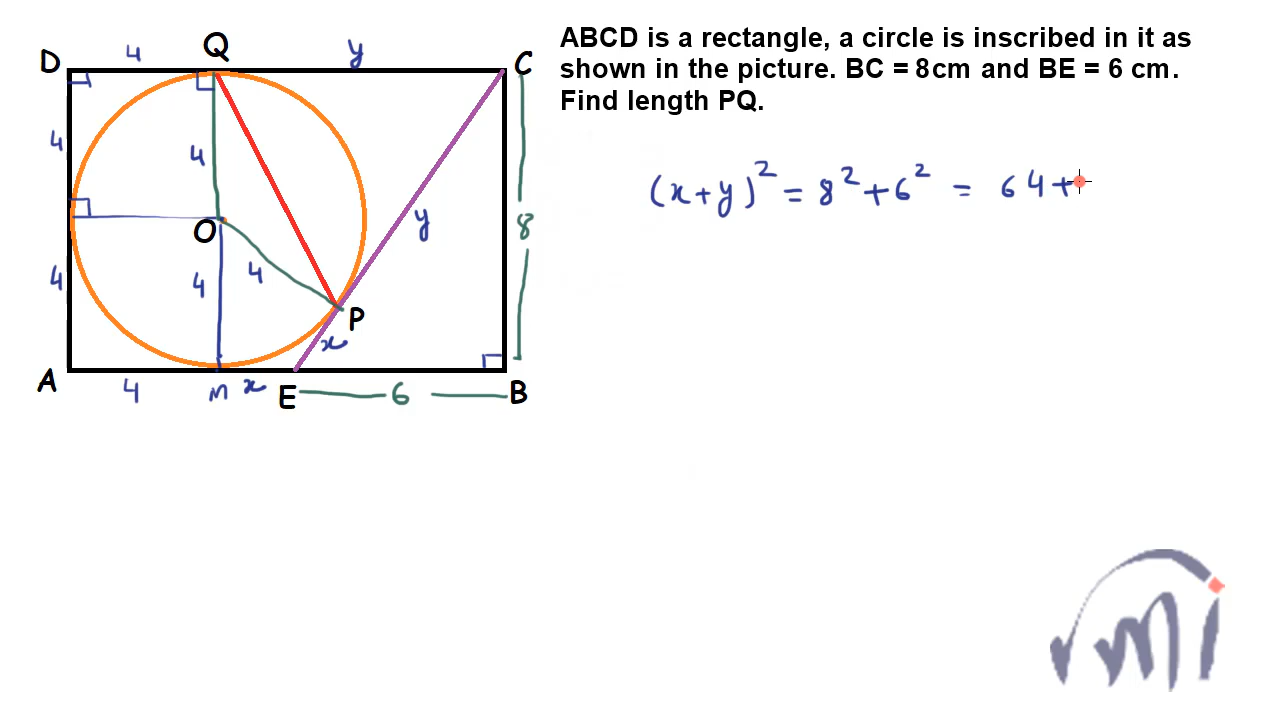 ABCD is a rectangle, a circle is inscribed in it as
shown in the picture. BC = 8cm and BE = 6 cm.
Find length PQ.
(x+y)² = 8² + 6² = 64+
D 4 Q y C
4
4
O
4
4
4
y
8
P
x
A 4 M x E 6 B
rmi